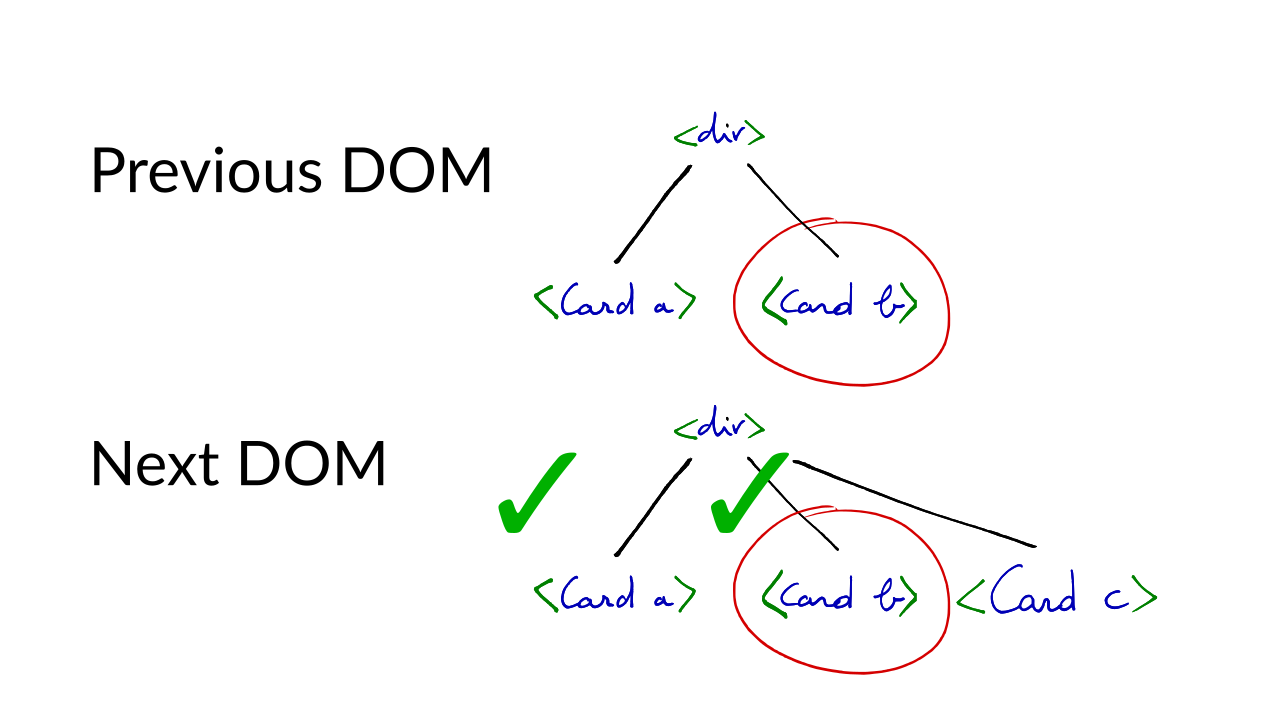 <div>
Previous DOM
<Card a> <Card b>
<div>
Next DOM
<Card a> <Card b> <Card c>